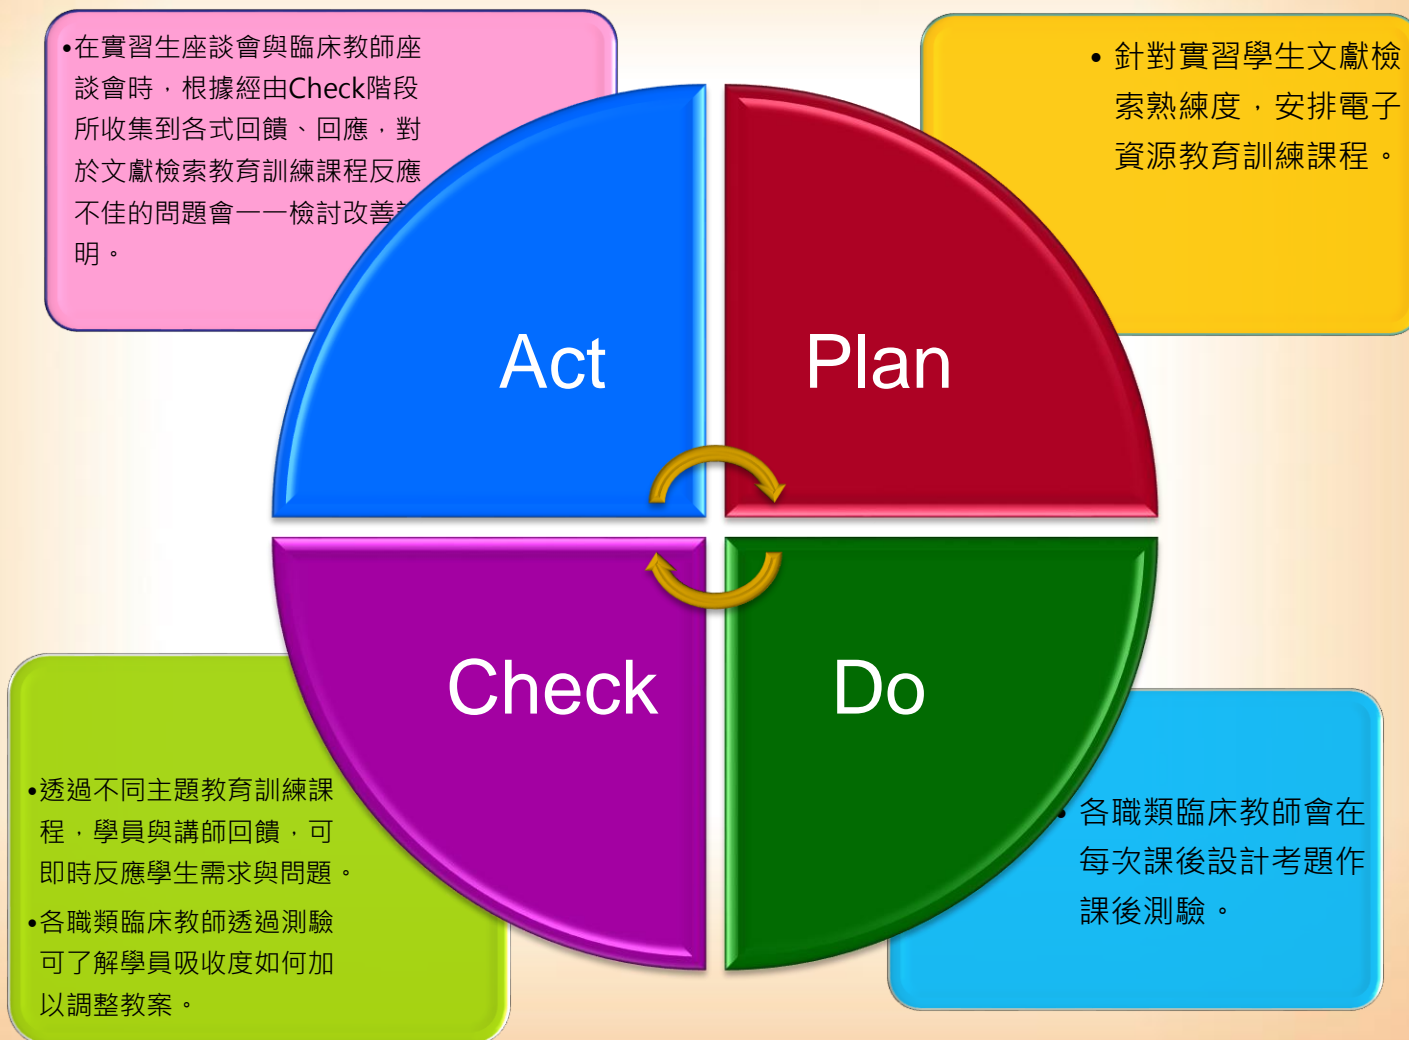 •在實習生座談會與臨床教師座
談會時，根據經由Check階段
所收集到各式回饋、回應，對
於文獻檢索教育訓練課程反應
不佳的問題會一一檢討改善
明。
• 針對實習學生文獻檢
索熟練度，安排電子
資源教育訓練課程。
Act
Plan
Check
Do
•透過不同主題教育訓練課
程，學員與講師回饋，可
即時反應學生需求與問題。
•各職類臨床教師透過測驗
可了解學員吸收度如何加
以調整教案。
• 各職類臨床教師會在
每次課後設計考題作
課後測驗。